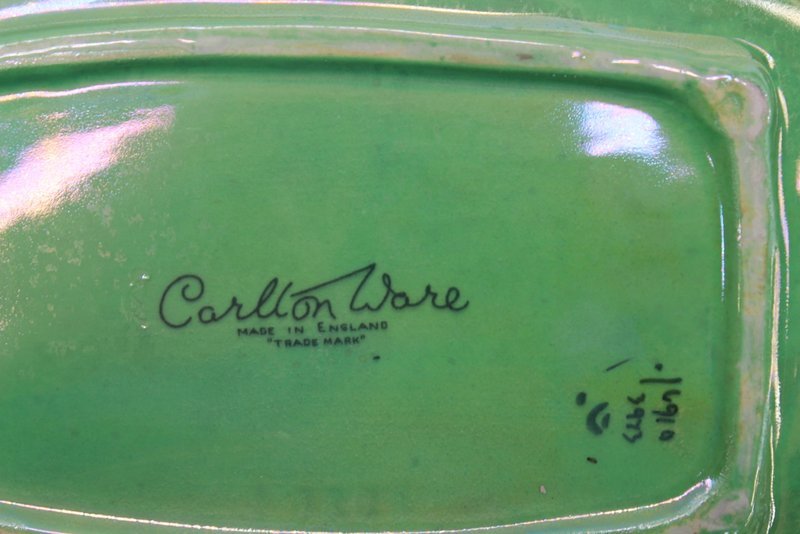 Carlton Ware
MADE IN ENGLAND
"TRADE MARK"